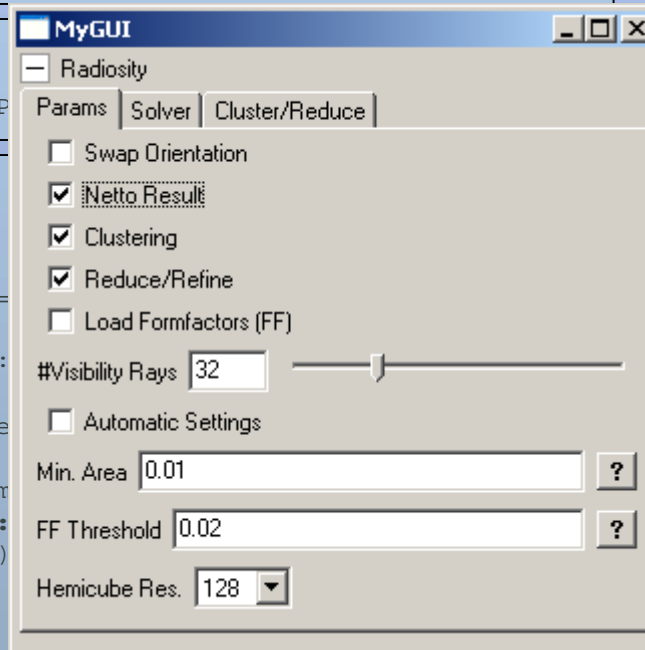 MyGUI
Radiosity
Params Solver Cluster/Reduce
Swap Orientation
Netto Result
Clustering
Reduce/Refine
Load Formfactors (FF)
#Visibility Rays 32
Automatic Settings
Min. Area 0.01 ?
FF Threshold 0.02 ?
Hemicube Res. 128